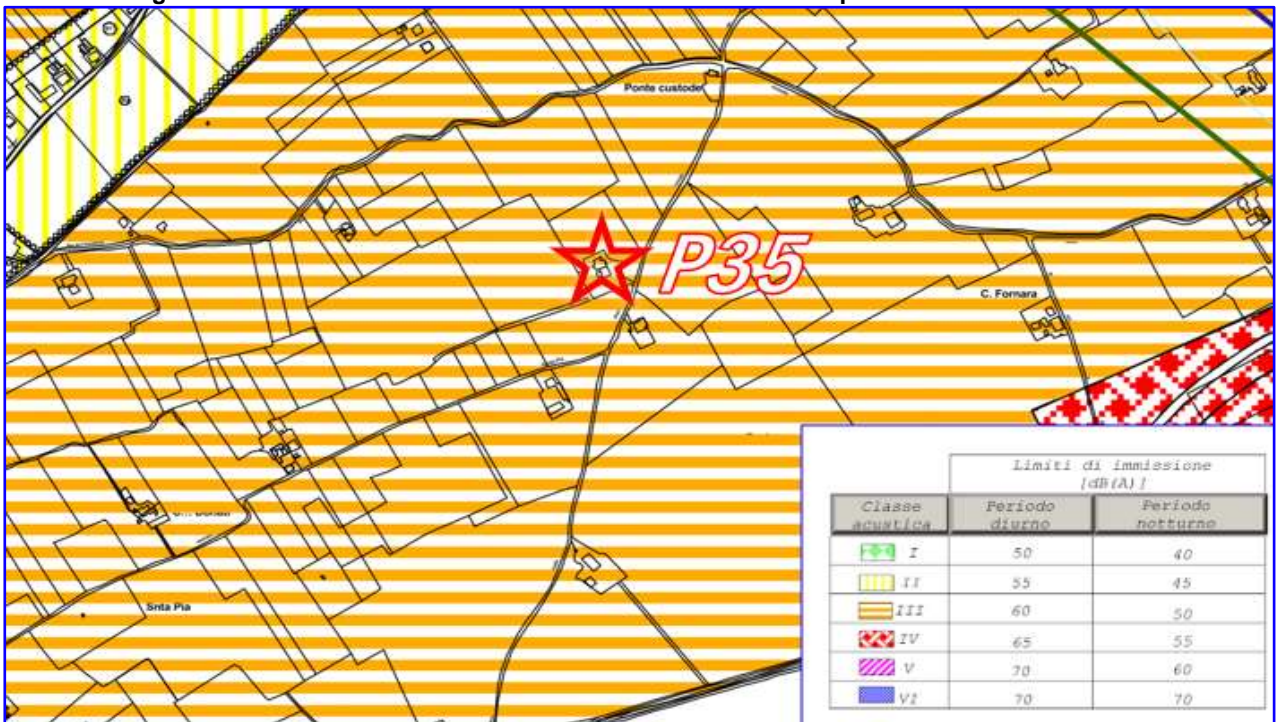 Ponte custode
P35
C. Fornara
Snta Pia
Limiti di immissione
[dB(A)]
Classe acustica Periodo diurno Periodo notturno
I 50 40
II 55 45
III 60 50
IV 65 55
V 70 60
VI 70 70